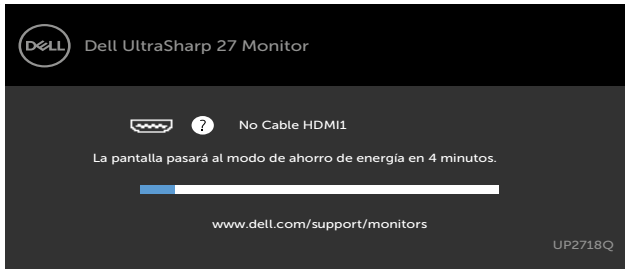 DELL Dell UltraSharp 27 Monitor
? No Cable HDMI1
La pantalla pasará al modo de ahorro de energía en 4 minutos.
www.dell.com/support/monitors
UP2718Q